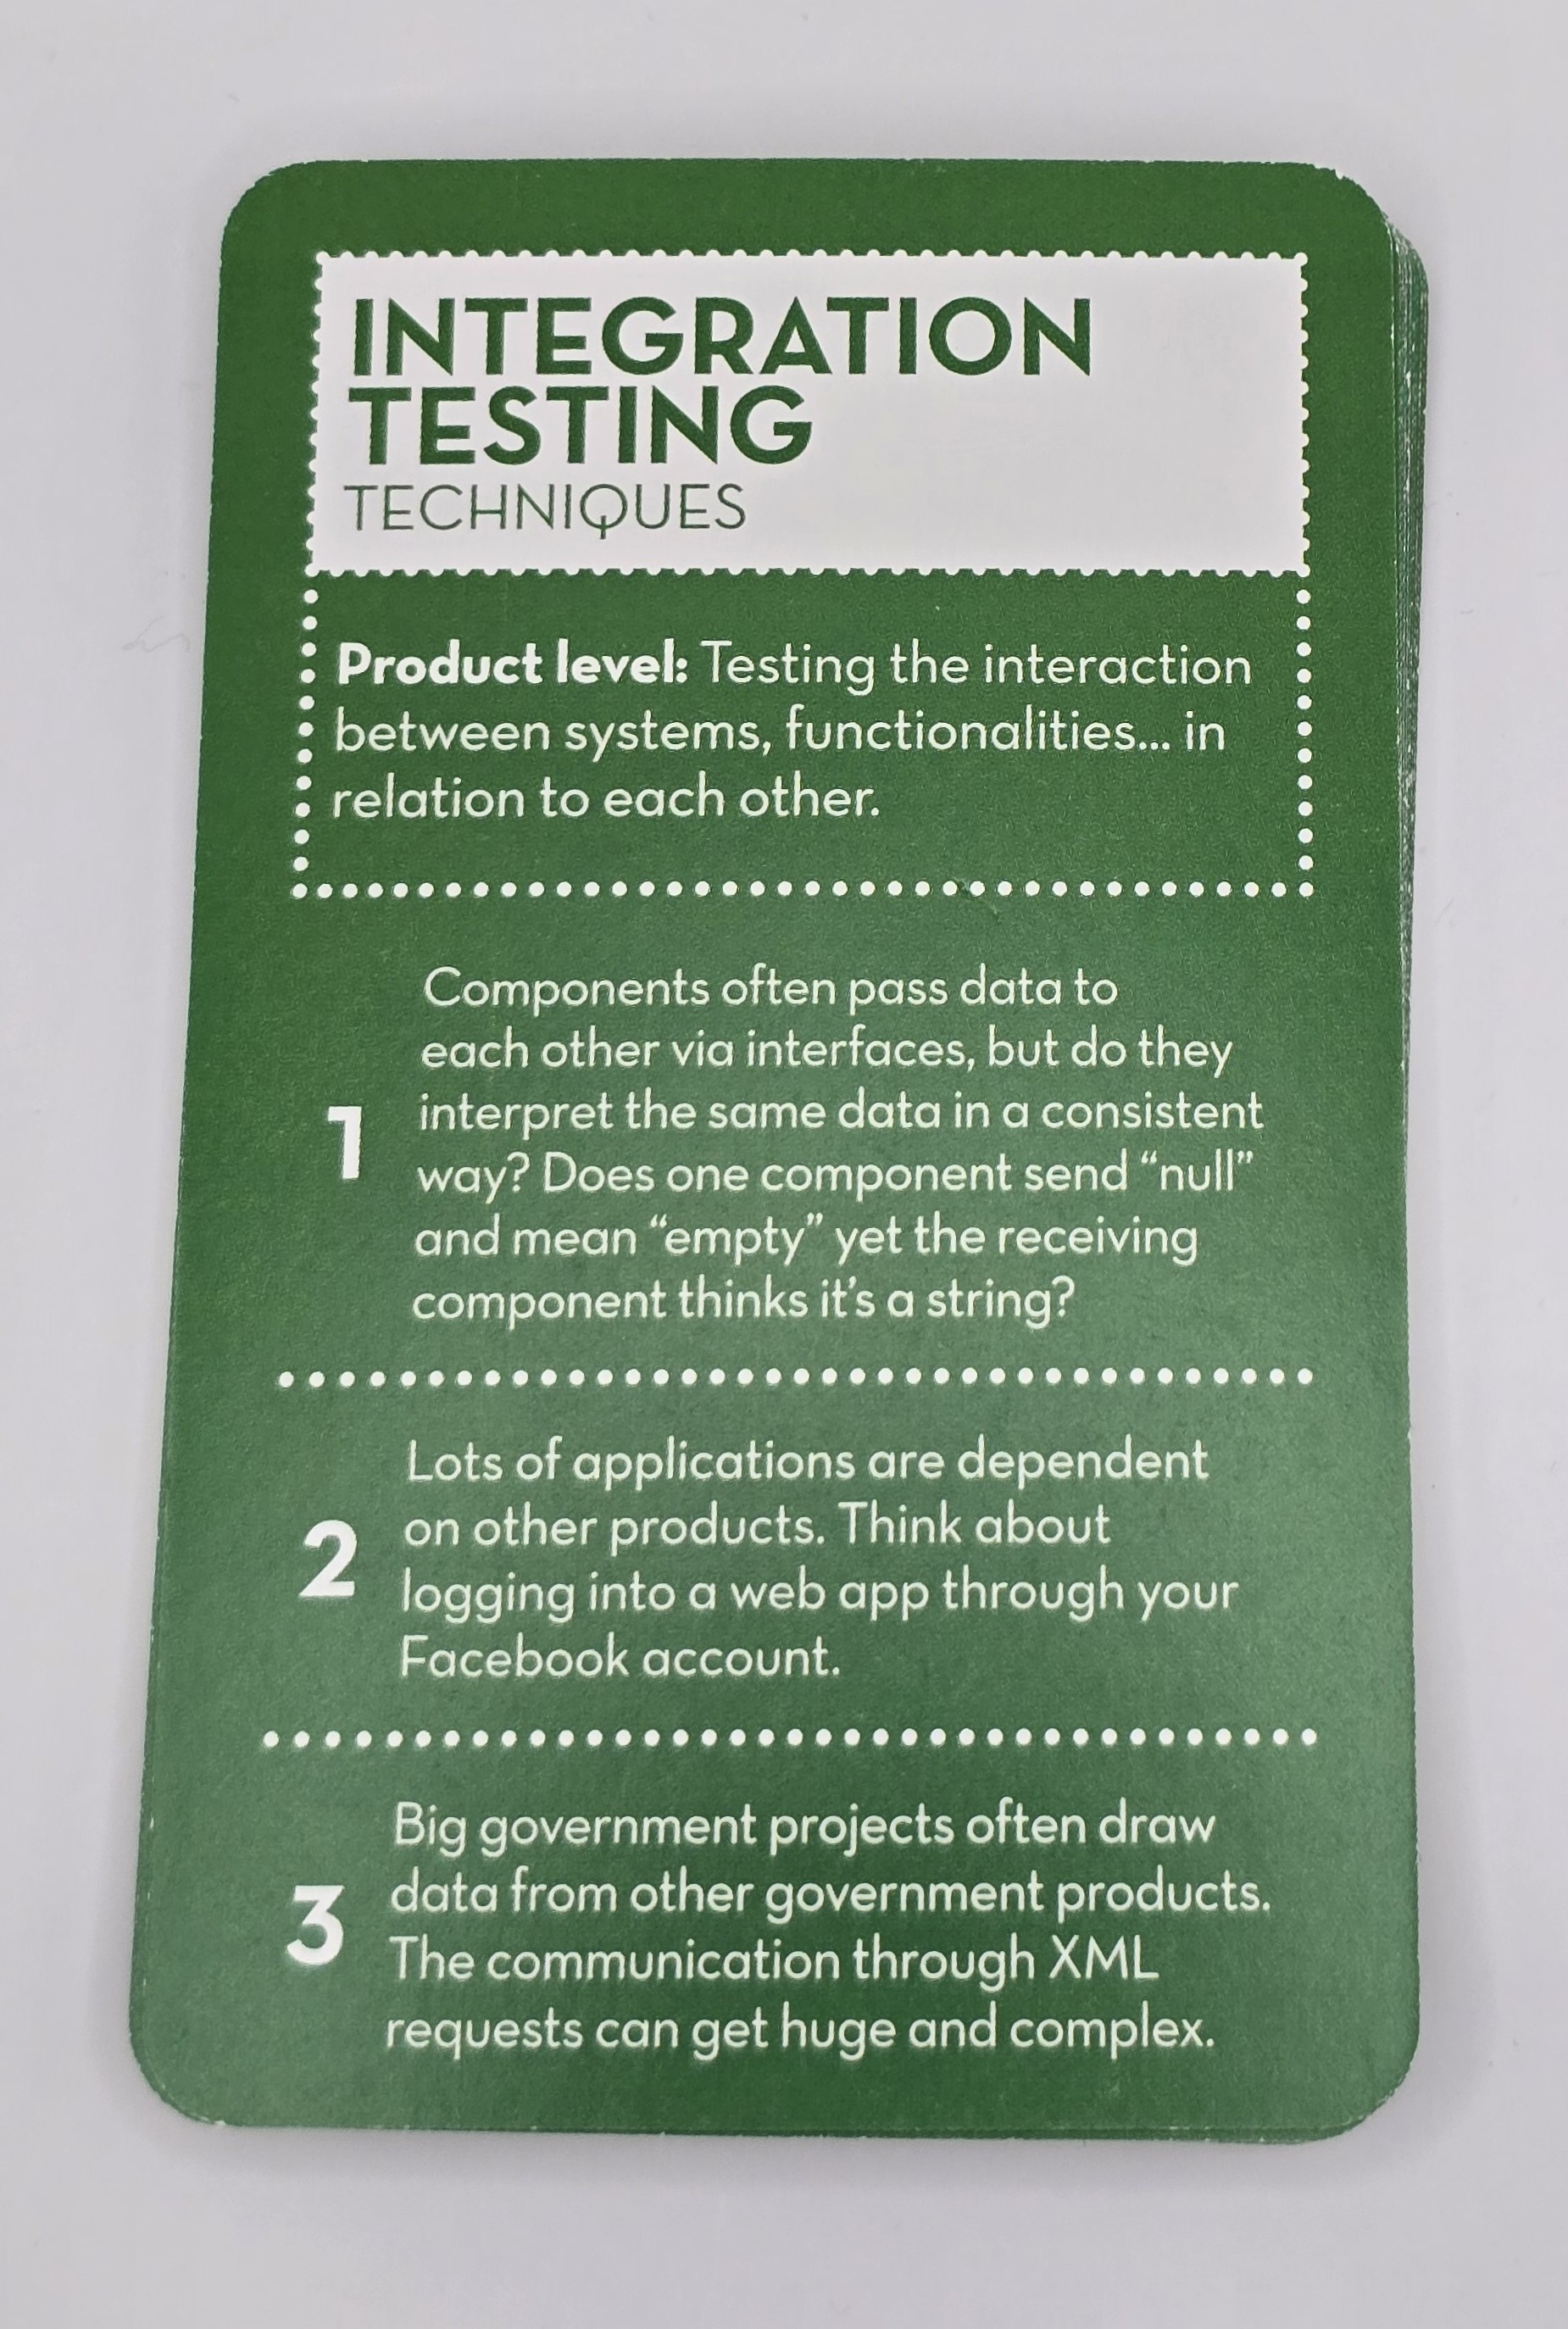 INTEGRATION
TESTING
TECHNIQUES
Product level: Testing the interaction
between systems, functionalities... in
relation to each other.
1
Components often pass data to
each other via interfaces, but do they
interpret the same data in a consistent
way? Does one component send “null”
and mean “empty” yet the receiving
component thinks it’s a string?
2
Lots of applications are dependent
on other products. Think about
logging into a web app through your
Facebook account.
3
Big government projects often draw
data from other government products.
The communication through XML
requests can get huge and complex.